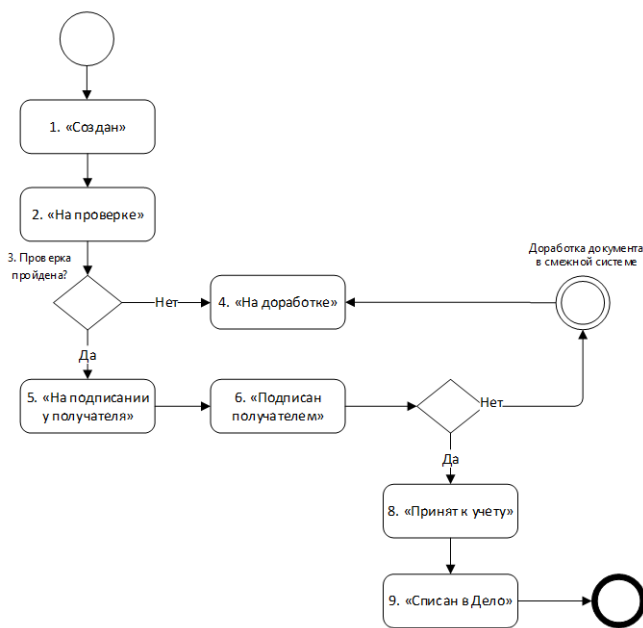 1. «Создан»
2. «На проверке»
3. Проверка
пройдена?
Доработка документа
в смежной системе
Нет
4. «На доработке»
Да
5. «На подписании
у получателя»
6. «Подписан
получателем»
Нет
Да
8. «Принят к учету»
9. «Списан в Дело»